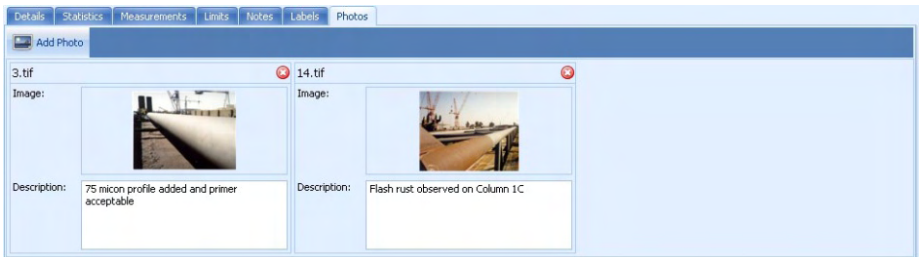 Details Statistics Measurements Limits Notes Labels Photos
Add Photo
3.tif
Image:
Description:
75 micon profile added and primer
acceptable
14.tif
Image:
Description:
Flash rust observed on Column 1C